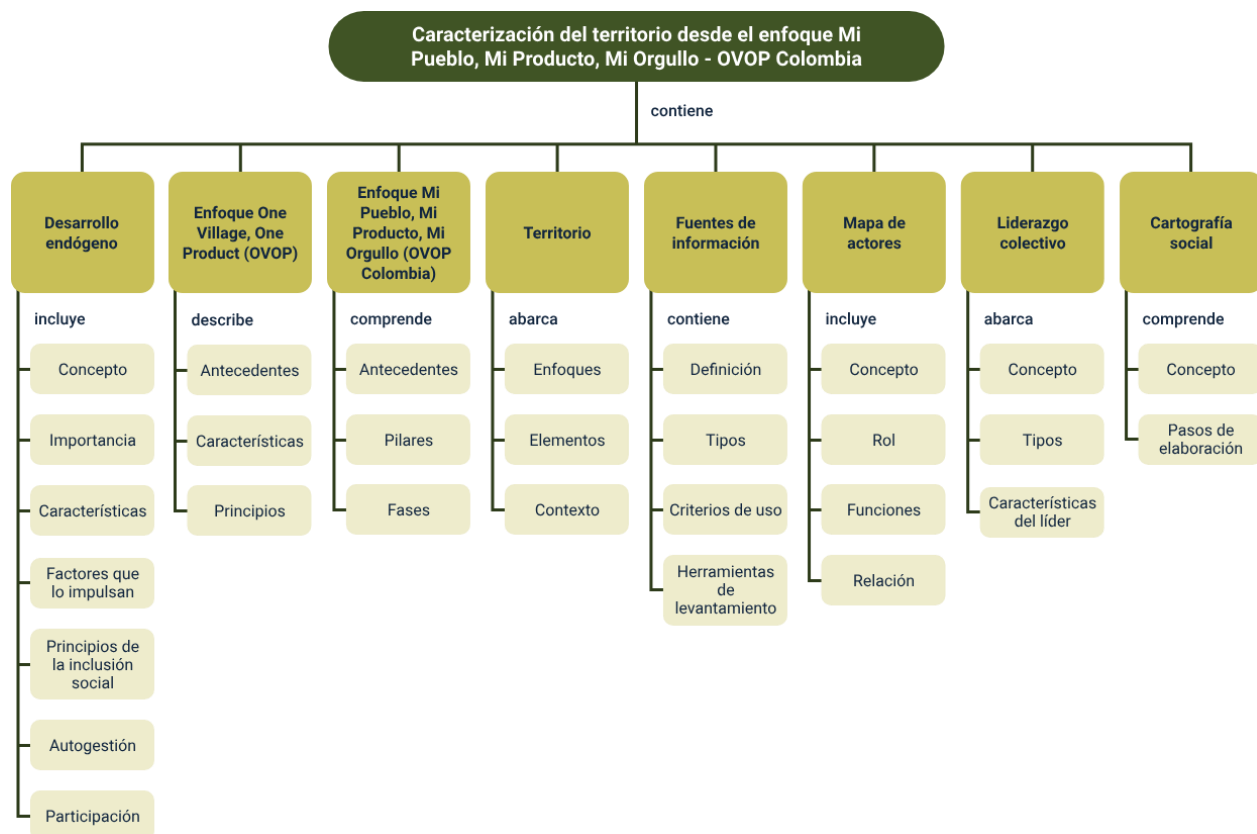 Caracterización del territorio desde el enfoque Mi
Pueblo, Mi Producto, Mi Orgullo - OVOP Colombia
contiene
Desarrollo
endógeno
incluye
Concepto
Importancia
Características
Factores que
lo impulsan
Principios de
la inclusión
social
Autogestión
Participación
Enfoque One
Village, One
Product (OVOP)
describe
Antecedentes
Características
Principios
Enfoque Mi
Pueblo, Mi
Producto, Mi
Orgullo (OVOP
Colombia)
comprende
Antecedentes
Pilares
Fases
Territorio
abarca
Enfoques
Elementos
Contexto
Fuentes de
información
contiene
Definición
Tipos
Criterios de uso
Herramientas
de
levantamiento
Mapa de
actores
incluye
Concepto
Rol
Funciones
Relación
Liderazgo
colectivo
abarca
Concepto
Tipos
Características
del líder
Cartografía
social
comprende
Concepto
Pasos de
elaboración